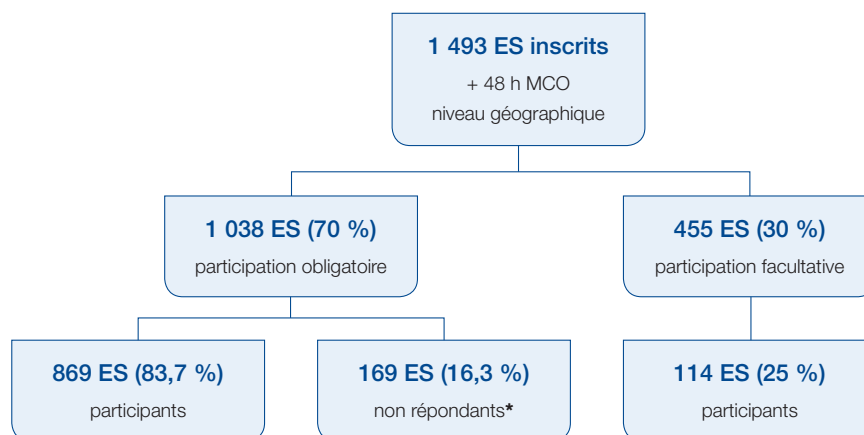 1 493 ES inscrits
+ 48 h MCO
niveau géographique
1 038 ES (70 %)
participation obligatoire
455 ES (30 %)
participation facultative
869 ES (83,7 %)
participants
169 ES (16,3 %)
non répondants*
114 ES (25 %)
participants